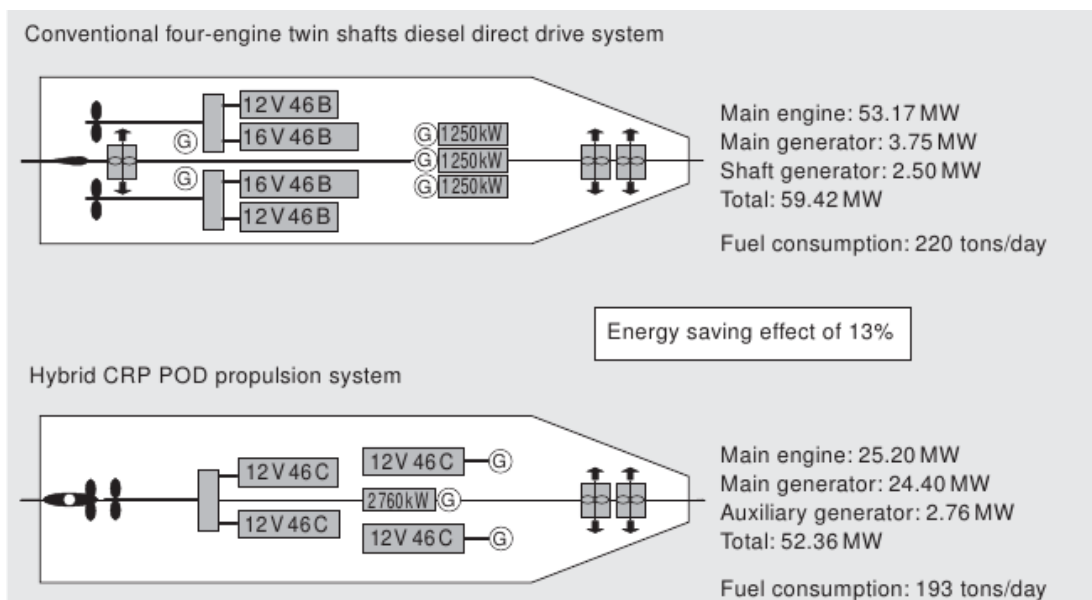 Conventional four-engine twin shafts diesel direct drive system
12V46B
16V46B
G
G
16V46B
12V46B
G 1250kW
G 1250kW
G 1250kW
Main engine: 53.17 MW
Main generator: 3.75 MW
Shaft generator: 2.50 MW
Total: 59.42 MW
Fuel consumption: 220 tons/day
Energy saving effect of 13%
Hybrid CRP POD propulsion system
12V46C
12V46C
12V46C G
2760kW G
12V46C G
Main engine: 25.20 MW
Main generator: 24.40 MW
Auxiliary generator: 2.76 MW
Total: 52.36 MW
Fuel consumption: 193 tons/day